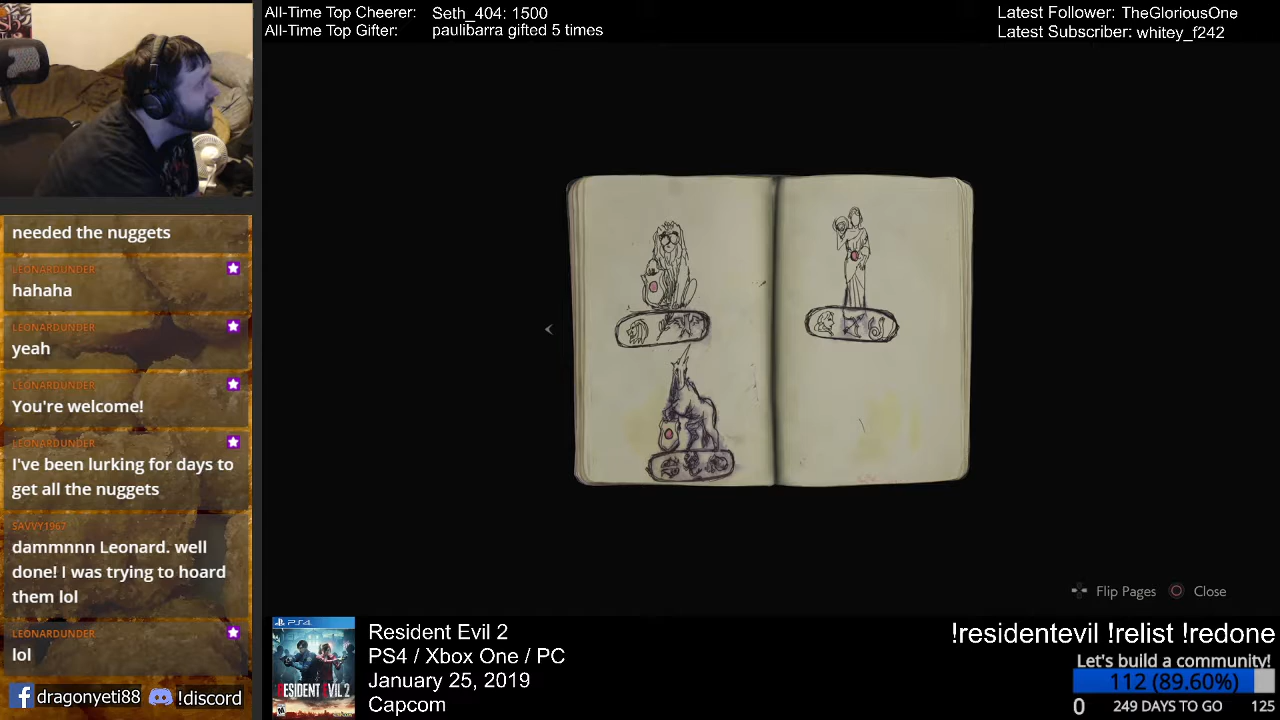 All-Time Top Cheerer: Seth_404: 1500
All-Time Top Gifter: paulibarra gifted 5 times
Latest Follower: TheGloriousOne
Latest Subscriber: whitey_f242
needed the nuggets
LEONARDUNDER
hahaha
LEONARDUNDER
yeah
LEONARDUNDER
You're welcome!
LEONARDUNDER
I've been lurking for days to
get all the nuggets
SAVVY1967
dammnnn Leonard. well
done! I was trying to hoard
them lol
LEONARDUNDER
lol
dragonyeti88 !discord
Flip Pages Close
PS4
RESIDENT EVIL 2
Resident Evil 2
PS4 / Xbox One / PC
January 25, 2019
Capcom
!residentevil !relist !redone
Let's build a community!
112 (89.60%)
0 249 DAYS TO GO 125